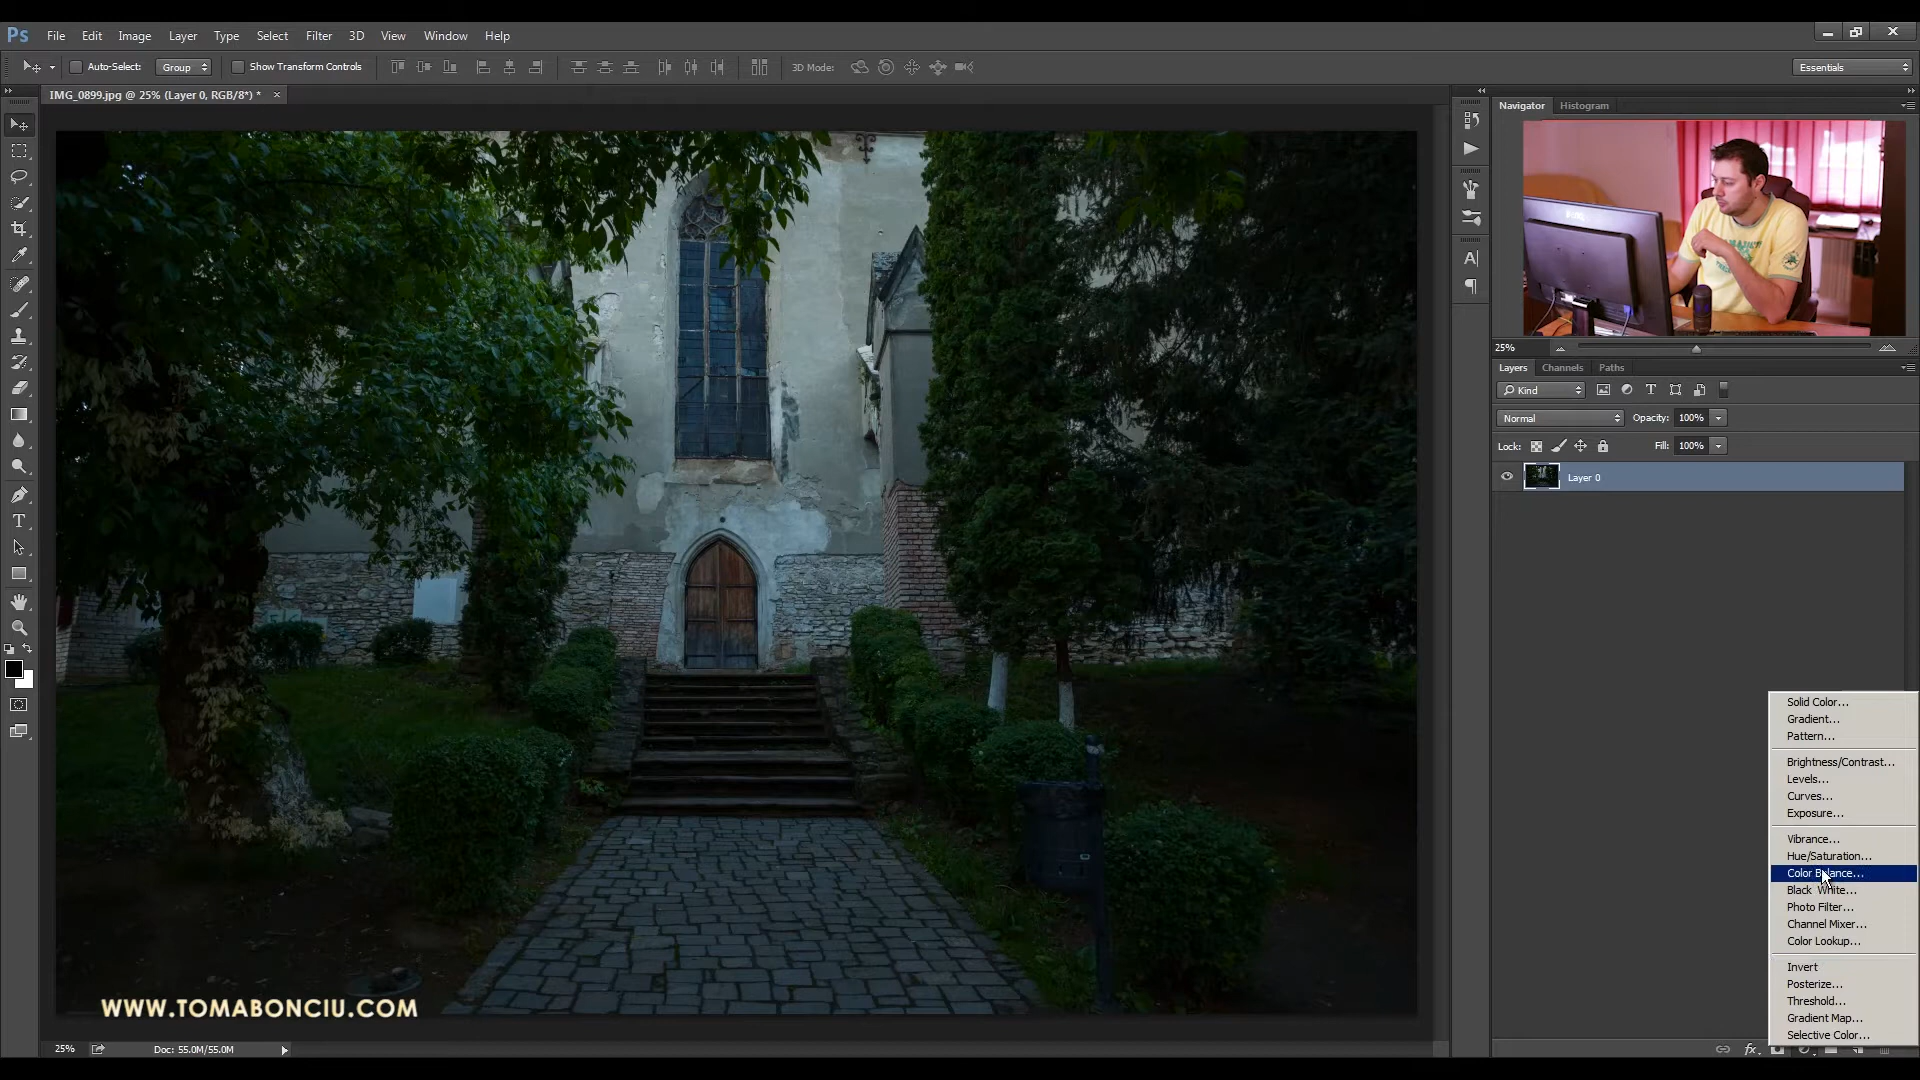 Ps File Edit Image Layer Type Select Filter 3D View Window Help
Auto-Select: Group Show Transform Controls 3D Mode: Essentials
IMG_0899.jpg @ 25% (Layer 0, RGB/8*) * ×
Navigator Histogram
25%
Layers Channels Paths
Kind
Normal Opacity: 100%
Lock: Fill: 100%
Layer 0
Solid Color...
Gradient...
Pattern...
Brightness/Contrast...
Levels...
Curves...
Exposure...
Vibrance...
Hue/Saturation...
Color Balance...
Black White...
Photo Filter...
Channel Mixer...
Color Lookup...
Invert
Posterize...
Threshold...
Gradient Map...
Selective Color...
WWW.TOMABONCIU.COM
25% Doc: 55.0M/55.0M